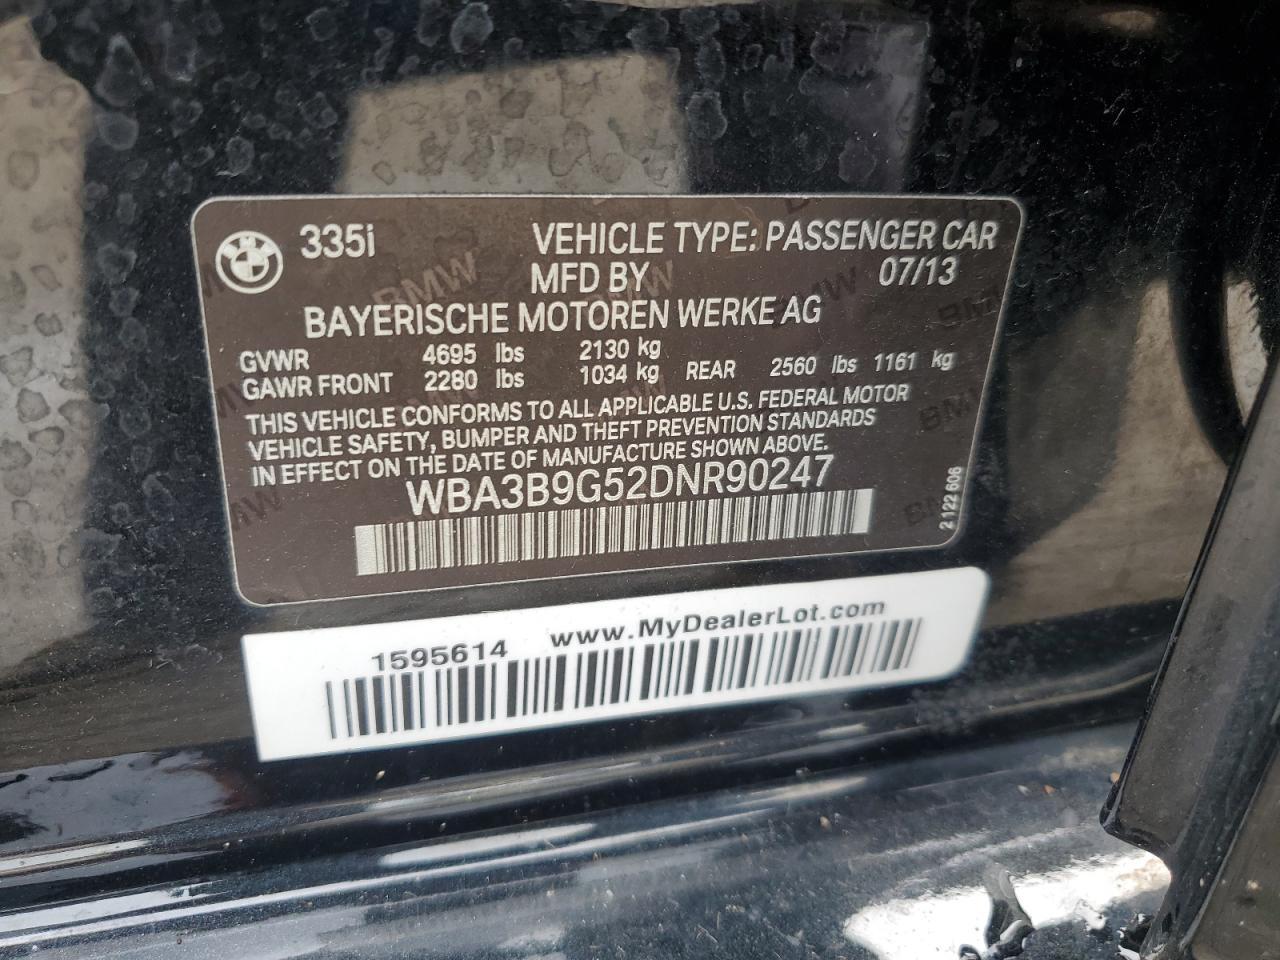 335i VEHICLE TYPE: PASSENGER CAR
MFD BY 07/13
BAYERISCHE MOTOREN WERKE AG
GVWR 4695 lbs 2130 kg
GAWR FRONT 2280 lbs 1034 kg REAR 2560 lbs 1161 kg
THIS VEHICLE CONFORMS TO ALL APPLICABLE U.S. FEDERAL MOTOR
VEHICLE SAFETY, BUMPER AND THEFT PREVENTION STANDARDS
IN EFFECT ON THE DATE OF MANUFACTURE SHOWN ABOVE.
WBA3B9G52DNR90247
2 122 606
1595614 www.MyDealerLot.com